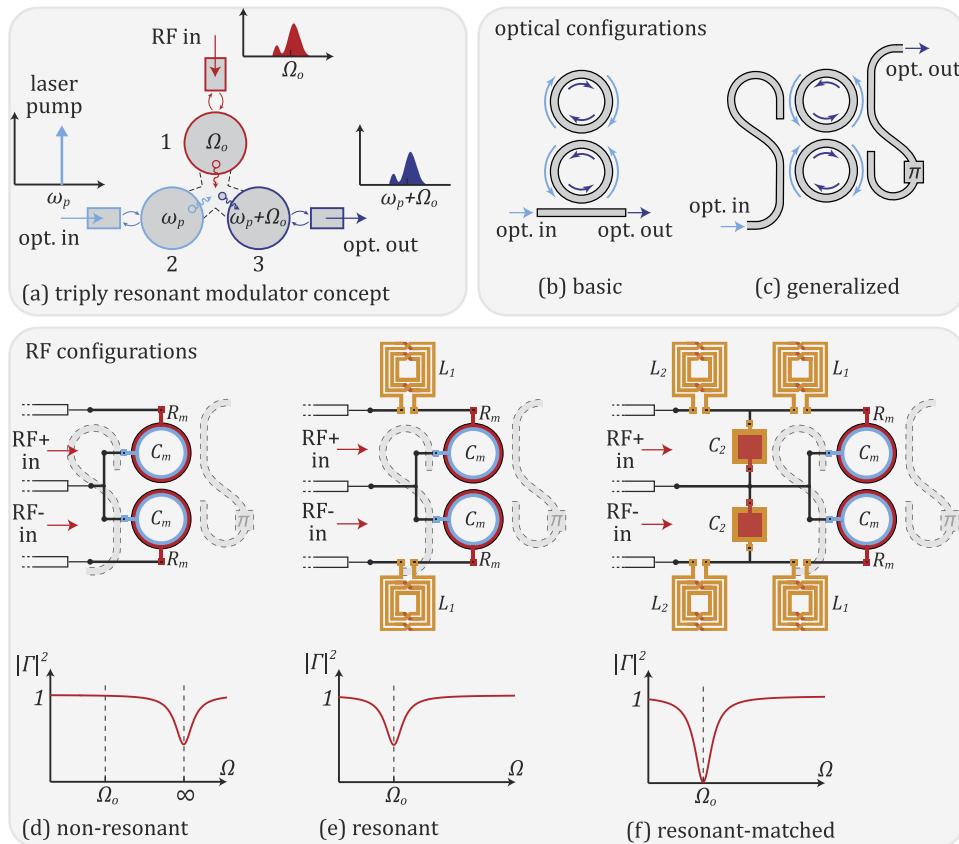 RF in
Ω_o
laser
pump
ω_p
1
Ω_o
ω_p
ω_p+Ω_o
ω_p+Ω_o
opt. in
opt. out
2
3
(a) triply resonant modulator concept
optical configurations
opt. in
opt. out
(b) basic
opt. in
opt. out
π
(c) generalized
RF configurations
R_m
C_m
RF+
in
RF-
in
C_m
R_m
π
|Γ|²
1
Ω_o
∞
Ω
(d) non-resonant
L_1
R_m
C_m
RF+
in
RF-
in
C_m
R_m
π
L_1
|Γ|²
1
Ω_o
Ω
(e) resonant
L_2
L_1
R_m
C_2
C_m
RF+
in
RF-
in
C_2
C_m
R_m
π
L_2
L_1
|Γ|²
1
Ω_o
Ω
(f) resonant-matched